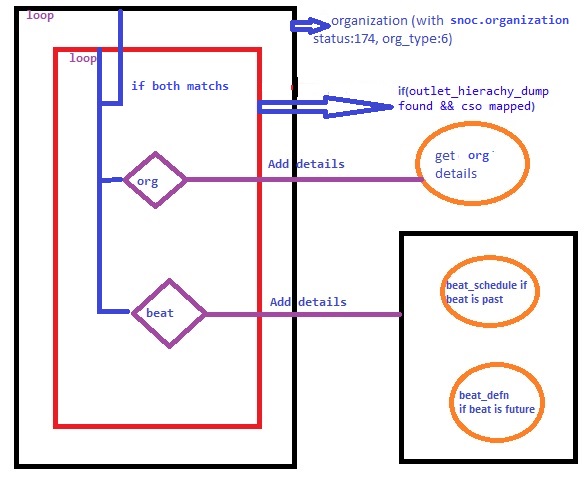 loop
organization (with snoc.organization
status:174, org_type:6)
loop
if both matchs
if(outlet_hierachy_dump
found && cso mapped)
Add details
org
get org
details
Add details
beat
beat_schedule if
beat is past
beat_defn
if beat is future